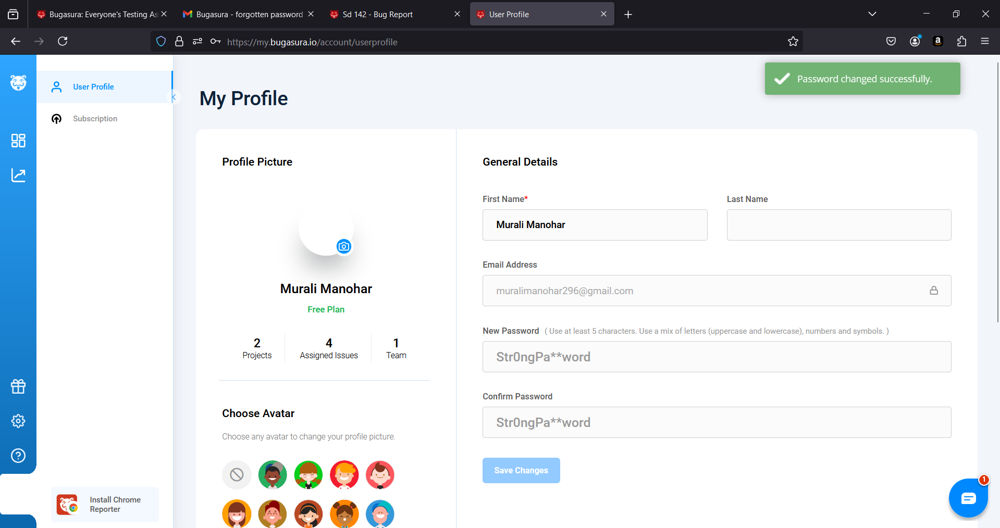 Bugasura: Everyone's Testing As
Bugasura - forgotten password
Sd 142 - Bug Report
User Profile
https://my.bugasura.io/account/userprofile
a
User Profile
Subscription
My Profile
Password changed successfully.
Profile Picture
Murali Manohar
Free Plan
2
Projects
4
Assigned Issues
1
Team
Choose Avatar
Choose any avatar to change your profile picture.
General Details
First Name*
Last Name
Murali Manohar
Email Address
muralimanohar296@gmail.com
New Password ( Use at least 5 characters. Use a mix of letters (uppercase and lowercase), numbers and symbols. )
Str0ngPa**word
Confirm Password
Str0ngPa**word
Save Changes
Install Chrome
Reporter
1